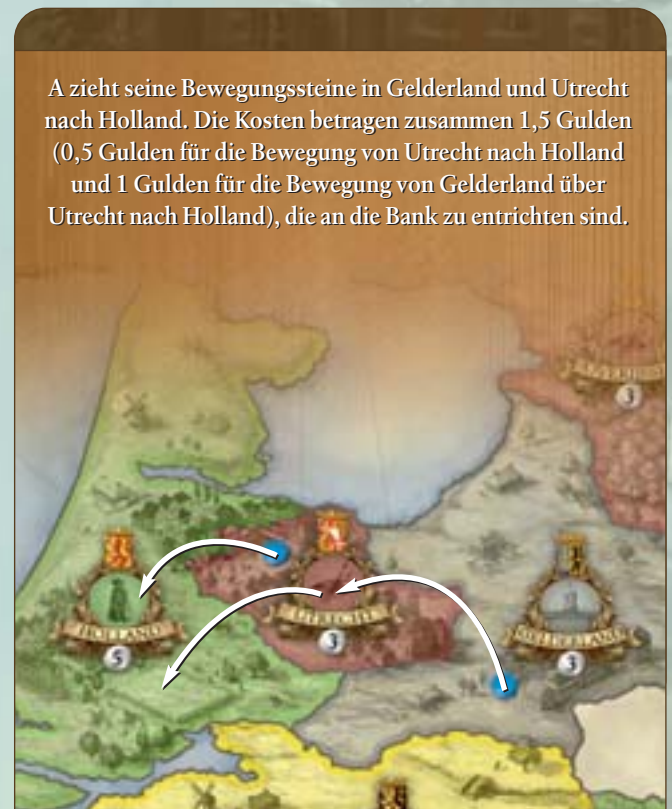 A zieht seine Bewegungssteine in Gelderland und Utrecht
nach Holland. Die Kosten betragen zusammen 1,5 Gulden
(0,5 Gulden für die Bewegung von Utrecht nach Holland
und 1 Gulden für die Bewegung von Gelderland über
Utrecht nach Holland), die an die Bank zu entrichten sind.
3
HOLLAND
5
UTRECHT
3
GELDERLAND
3